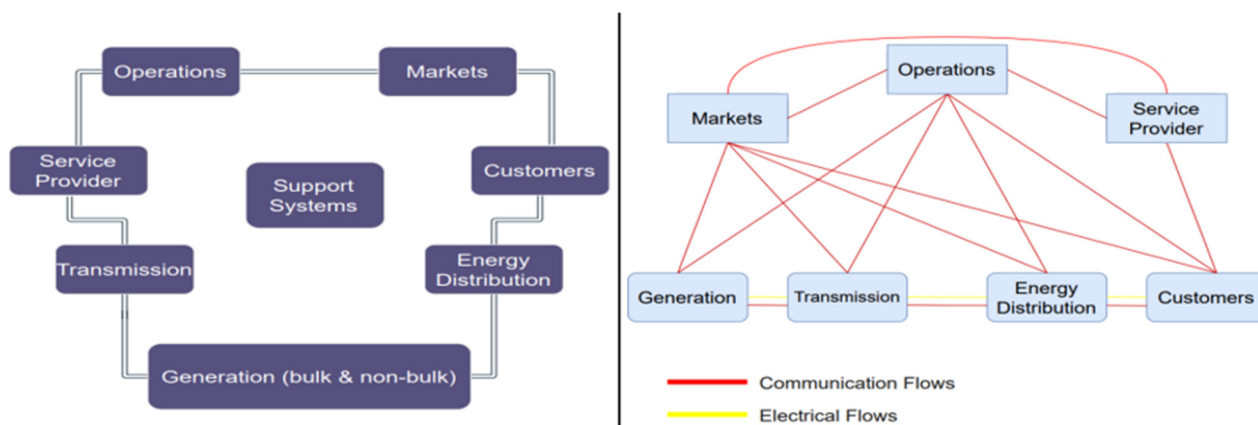 Operations
Markets
Service
Provider
Support
Systems
Customers
Transmission
Energy
Distribution
Generation (bulk & non-bulk)
Operations
Markets
Service
Provider
Generation
Transmission
Energy
Distribution
Customers
Communication Flows
Electrical Flows